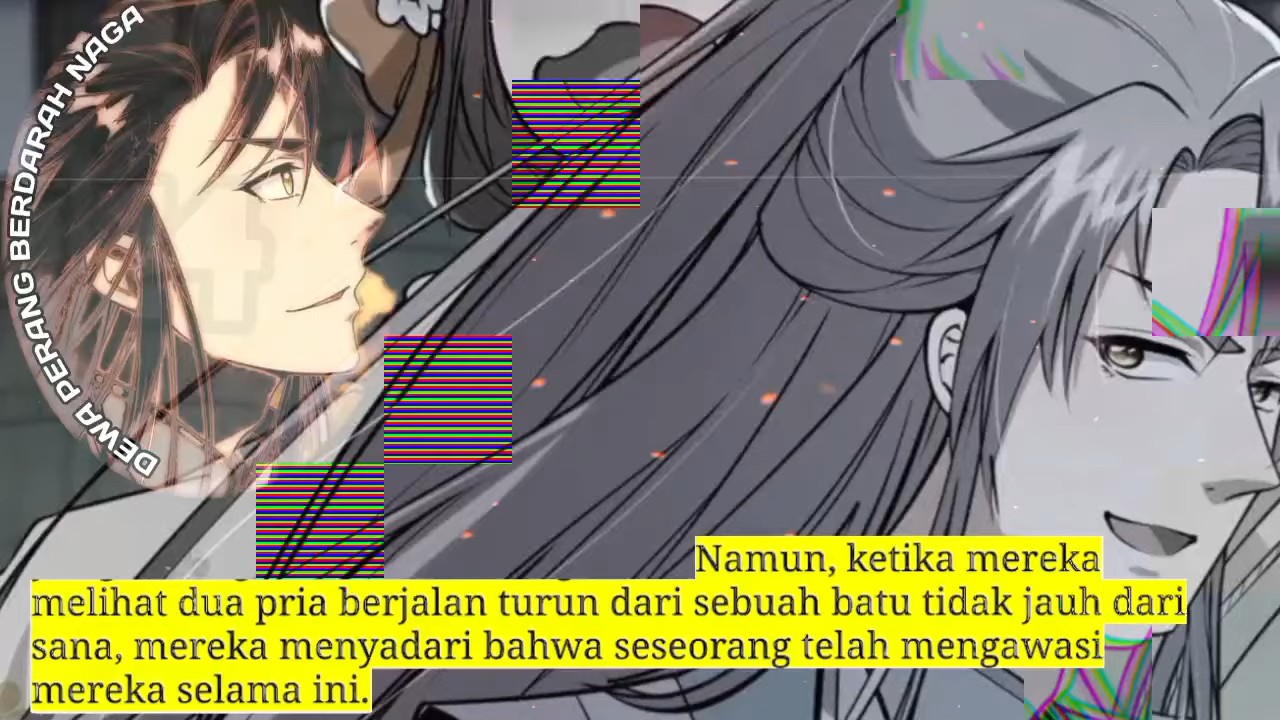 DEWA PERANG BERDARAH NAGA
Namun, ketika mereka
melihat dua pria berjalan turun dari sebuah batu tidak jauh dari
sana, mereka menyadari bahwa seseorang telah mengawasi
mereka selama ini.